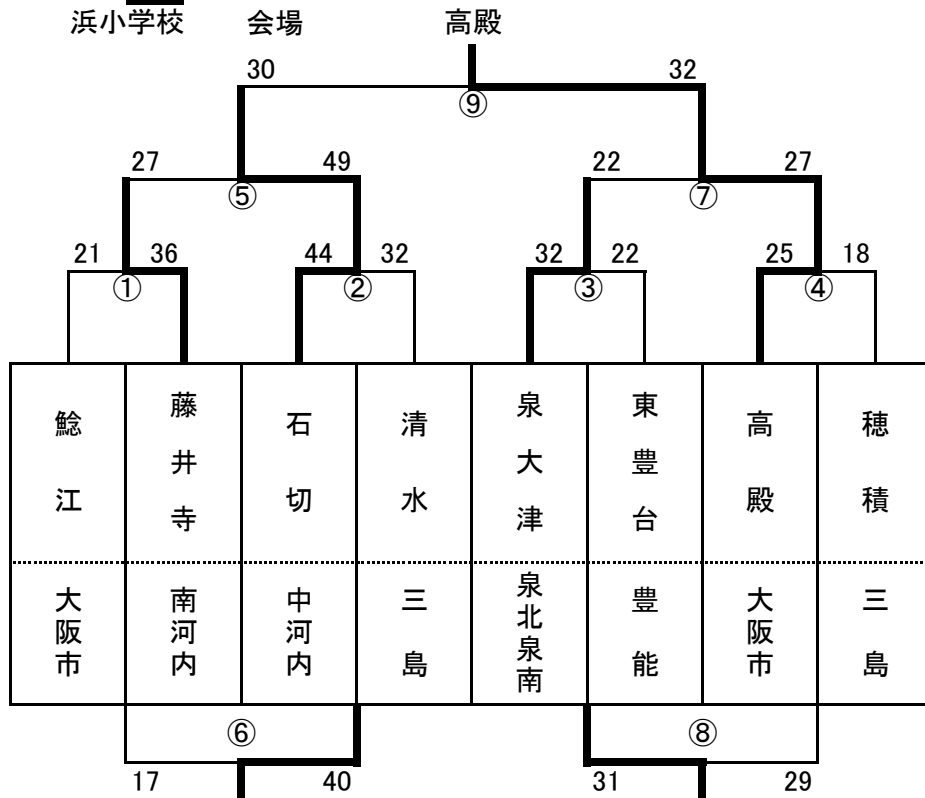 浜小学校 会場 高殿
30 32
⑨
27 49 22 27
⑤ ⑦
21 36 44 32 32 22 25 18
① ② ③ ④
鯰江 藤井寺 石切 清水 泉大津 東豊台 高殿 穂積
大阪市 南河内 中河内 三島 泉北泉南 豊能 大阪市 三島
⑥ ⑧
17 40 31 29